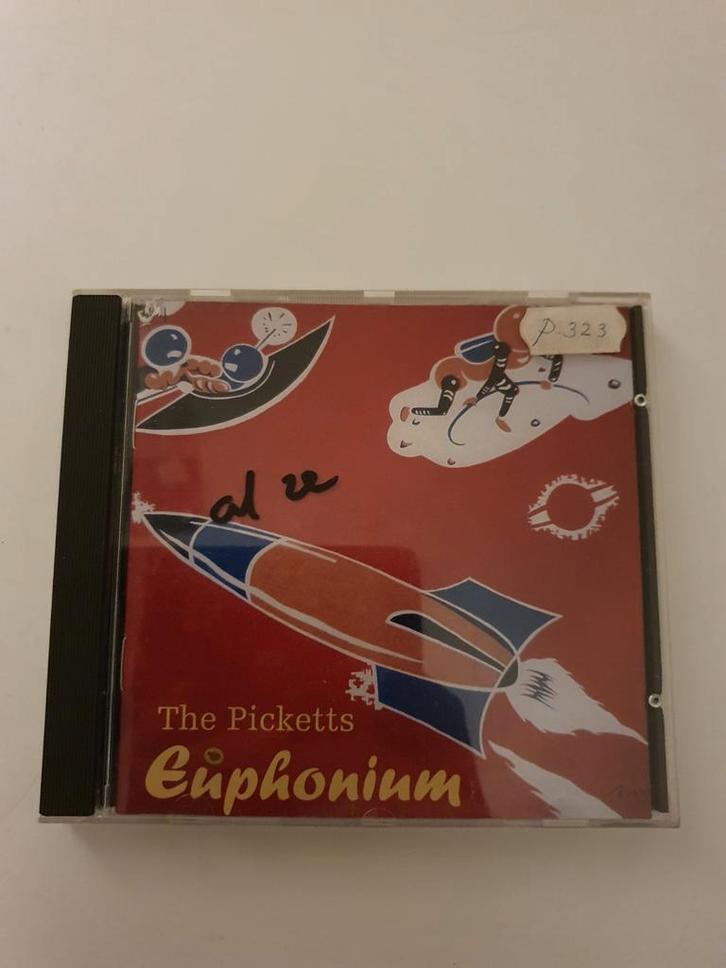 P-323
The Picketts
Euphonium